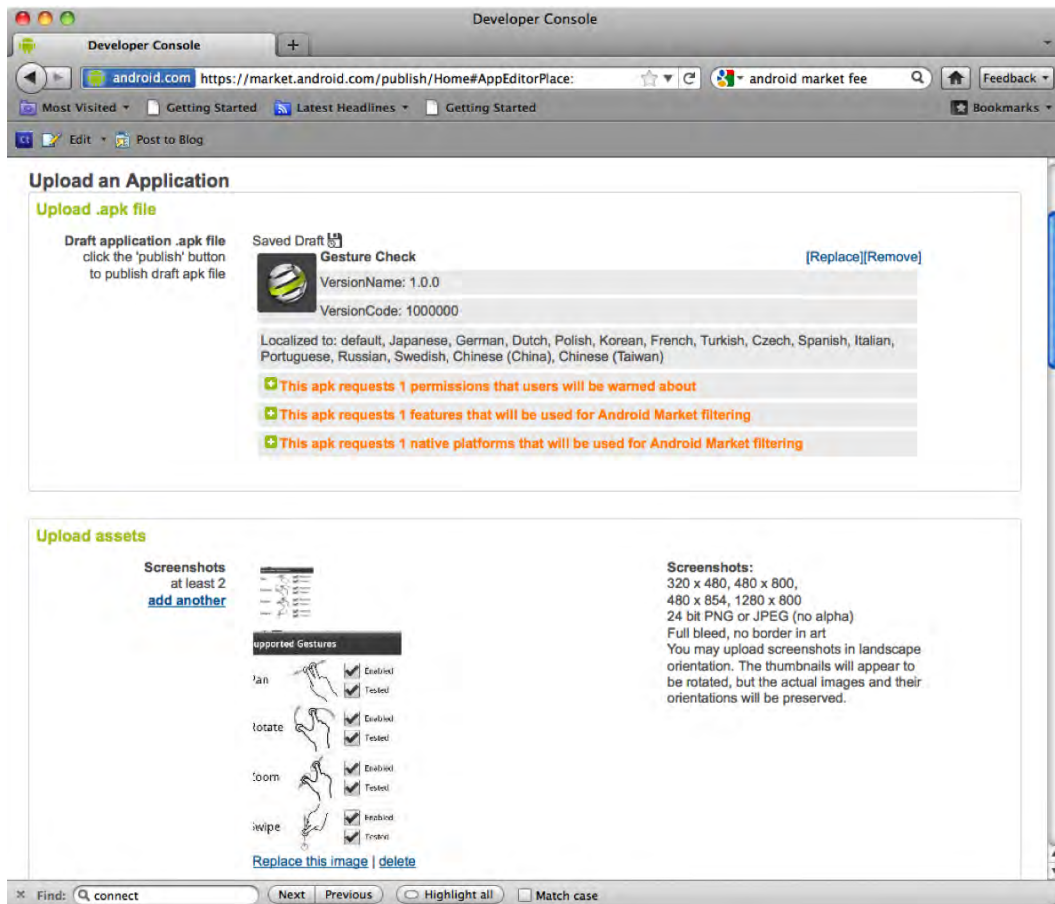 Developer Console
Developer Console
android.com https://market.android.com/publish/Home#AppEditorPlace:
android market fee
Feedback
Most Visited
Getting Started
Latest Headlines
Getting Started
Bookmarks
Edit
Post to Blog
Upload an Application
Upload .apk file
Draft application .apk file
click the 'publish' button
to publish draft apk file
Saved Draft
Gesture Check
[Replace][Remove]
VersionName: 1.0.0
VersionCode: 1000000
Localized to: default, Japanese, German, Dutch, Polish, Korean, French, Turkish, Czech, Spanish, Italian,
Portuguese, Russian, Swedish, Chinese (China), Chinese (Taiwan)
This apk requests 1 permissions that users will be warned about
This apk requests 1 features that will be used for Android Market filtering
This apk requests 1 native platforms that will be used for Android Market filtering
Upload assets
Screenshots
at least 2
add another
upported Gestures
an
Enabled
Tested
otate
Enabled
Tested
oom
Enabled
Tested
wipe
Enabled
Tested
Replace this image | delete
Screenshots:
320 x 480, 480 x 800,
480 x 854, 1280 x 800
24 bit PNG or JPEG (no alpha)
Full bleed, no border in art
You may upload screenshots in landscape
orientation. The thumbnails will appear to
be rotated, but the actual images and their
orientations will be preserved.
Find: connect
Next
Previous
Highlight all
Match case